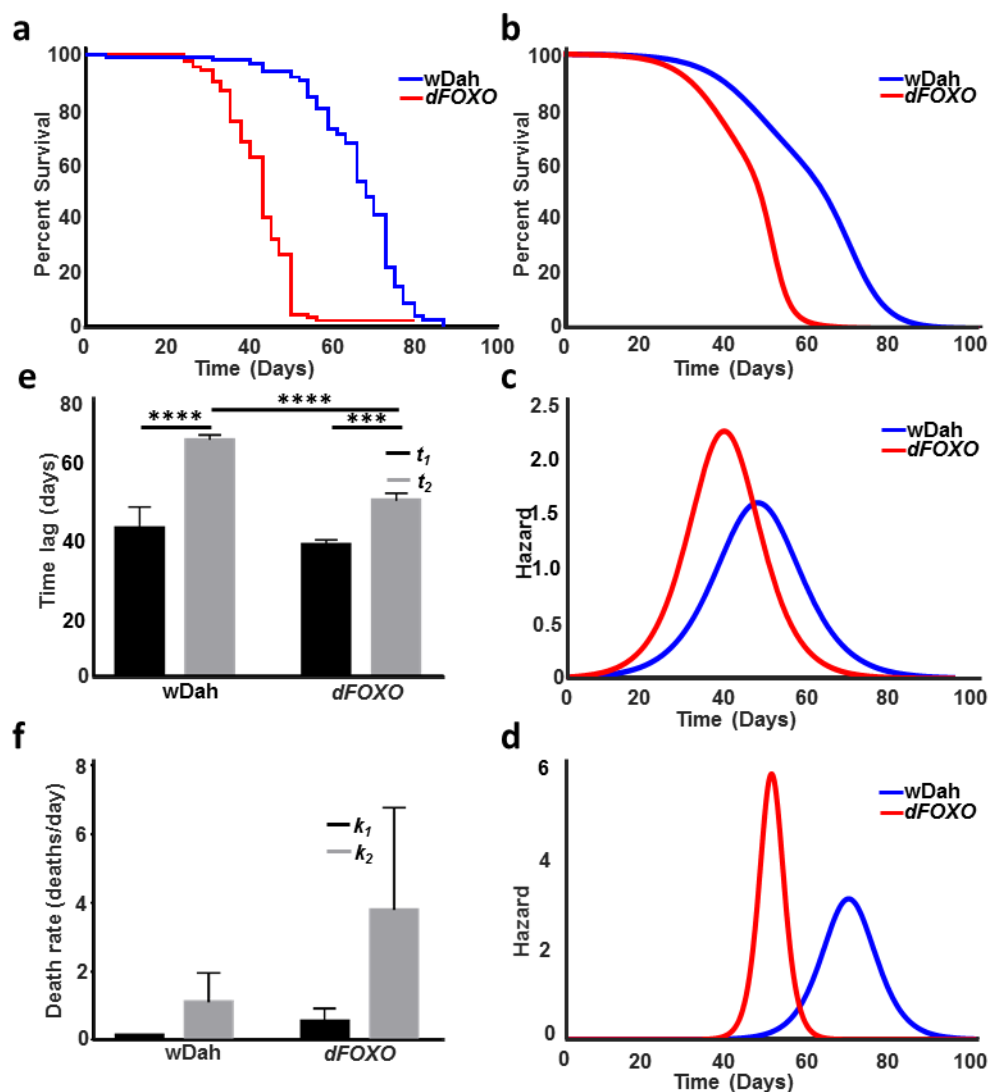 a
100
80
60
40
20
0
Percent Survival
wDah
dFOXO
0 20 40 60 80 100
Time (Days)
b
100
80
60
40
20
0
Percent Survival
wDah
dFOXO
0 20 40 60 80 100
Time (Days)
e
80
60
40
20
0
Time lag (days)
****
****
***
t1
t2
wDah dFOXO
c
2.5
2.0
1.5
1.0
0.5
0
Hazard
wDah
dFOXO
0 20 40 60 80 100
Time (Days)
f
8
6
4
2
0
Death rate (deaths/day)
k1
k2
wDah dFOXO
d
6
4
2
0
Hazard
wDah
dFOXO
0 20 40 60 80 100
Time (Days)